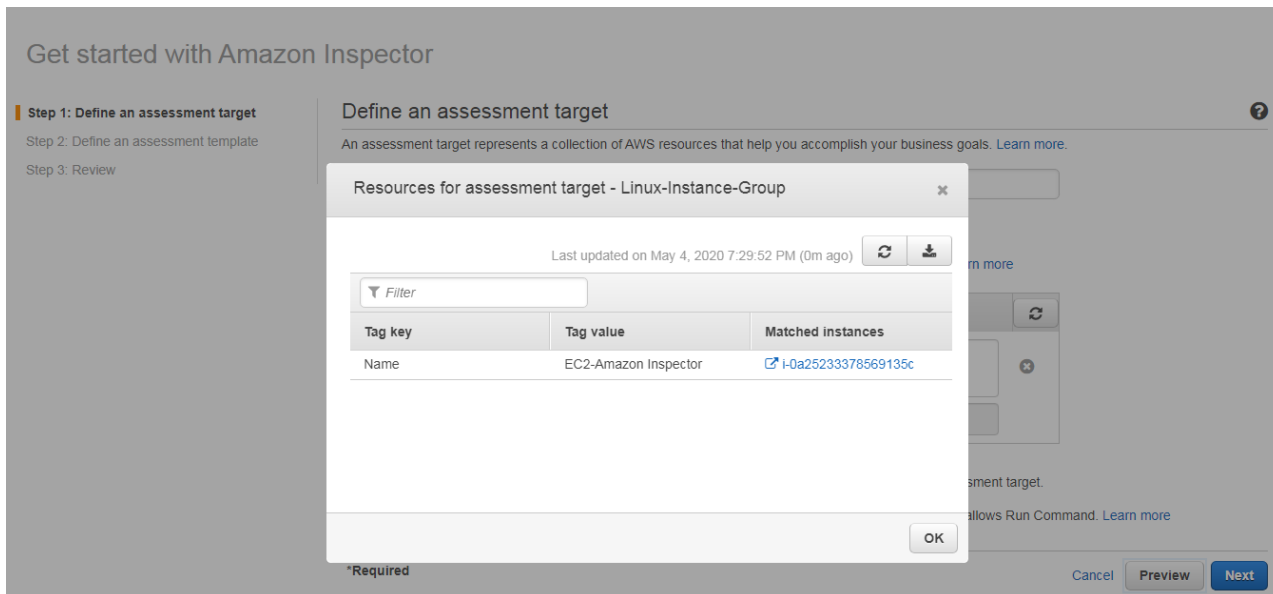 Get started with Amazon Inspector
Step 1: Define an assessment target
Step 2: Define an assessment template
Step 3: Review
Define an assessment target
An assessment target represents a collection of AWS resources that help you accomplish your business goals. Learn more.
Resources for assessment target - Linux-Instance-Group
Last updated on May 4, 2020 7:29:52 PM (0m ago)
rn more
Filter
Tag key Tag value Matched instances
Name EC2-Amazon Inspector i-0a25233378569135c
sment target.
allows Run Command. Learn more
OK
*Required
Cancel Preview Next